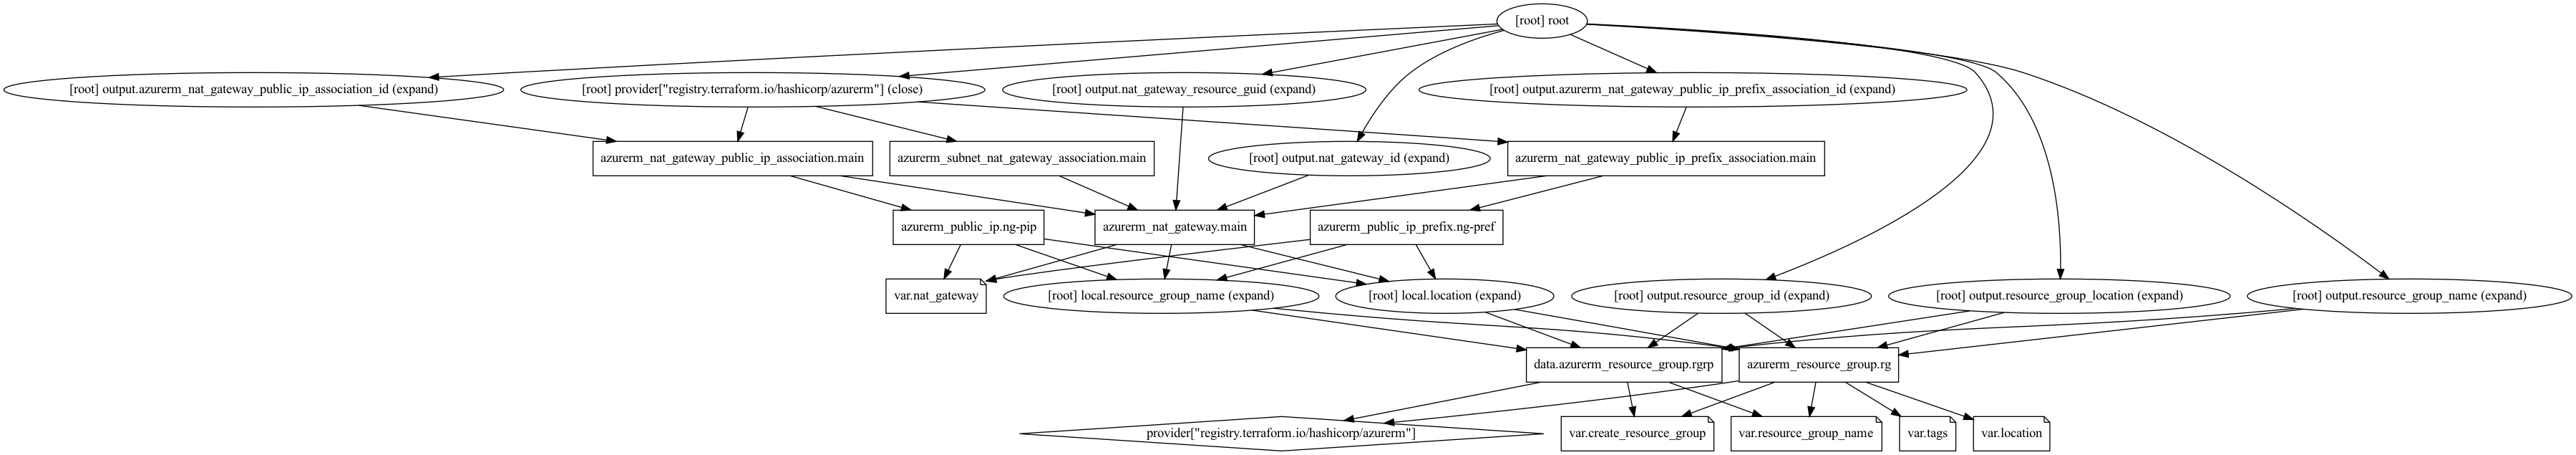 [root] root
[root] output.azurerm_nat_gateway_public_ip_association_id (expand)
[root] provider["registry.terraform.io/hashicorp/azurerm"] (close)
[root] output.nat_gateway_resource_guid (expand)
[root] output.azurerm_nat_gateway_public_ip_prefix_association_id (expand)
azurerm_nat_gateway_public_ip_association.main
azurerm_subnet_nat_gateway_association.main
[root] output.nat_gateway_id (expand)
azurerm_nat_gateway_public_ip_prefix_association.main
azurerm_public_ip.ng-pip
azurerm_nat_gateway.main
azurerm_public_ip_prefix.ng-pref
var.nat_gateway
[root] local.resource_group_name (expand)
[root] local.location (expand)
[root] output.resource_group_id (expand)
[root] output.resource_group_location (expand)
[root] output.resource_group_name (expand)
data.azurerm_resource_group.rgrp
azurerm_resource_group.rg
provider["registry.terraform.io/hashicorp/azurerm"]
var.create_resource_group
var.resource_group_name
var.tags
var.location